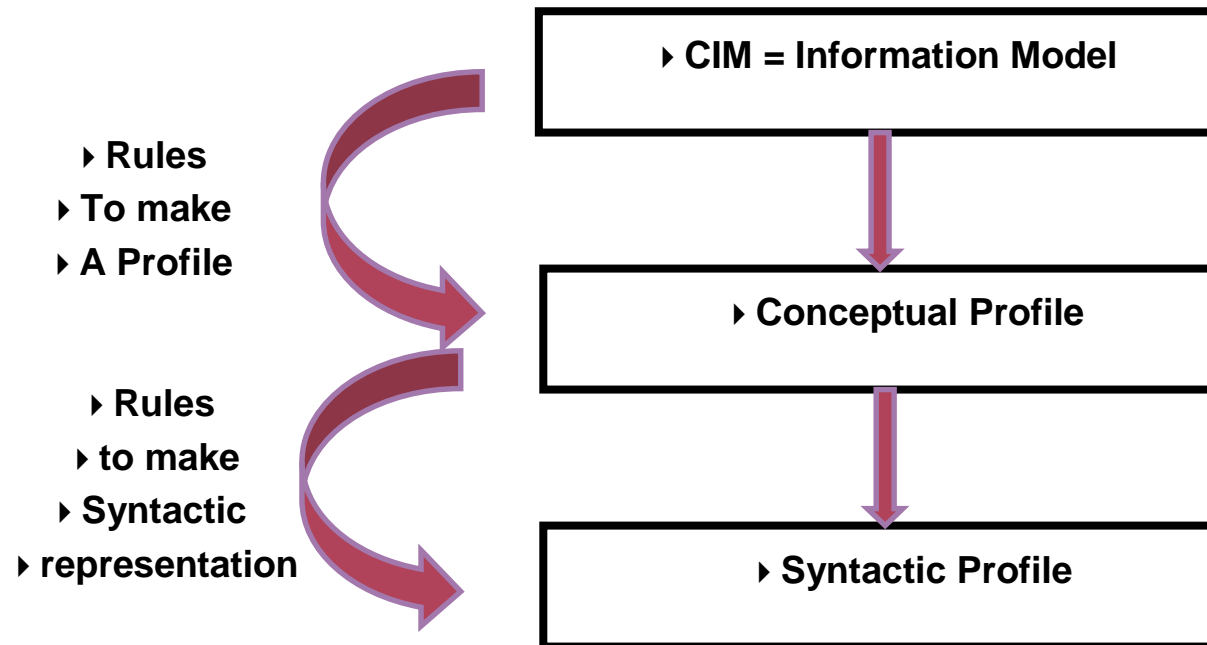 ‣ CIM = Information Model
‣ Rules
‣ To make
‣ A Profile
‣ Conceptual Profile
‣ Rules
‣ to make
‣ Syntactic
‣ representation
‣ Syntactic Profile